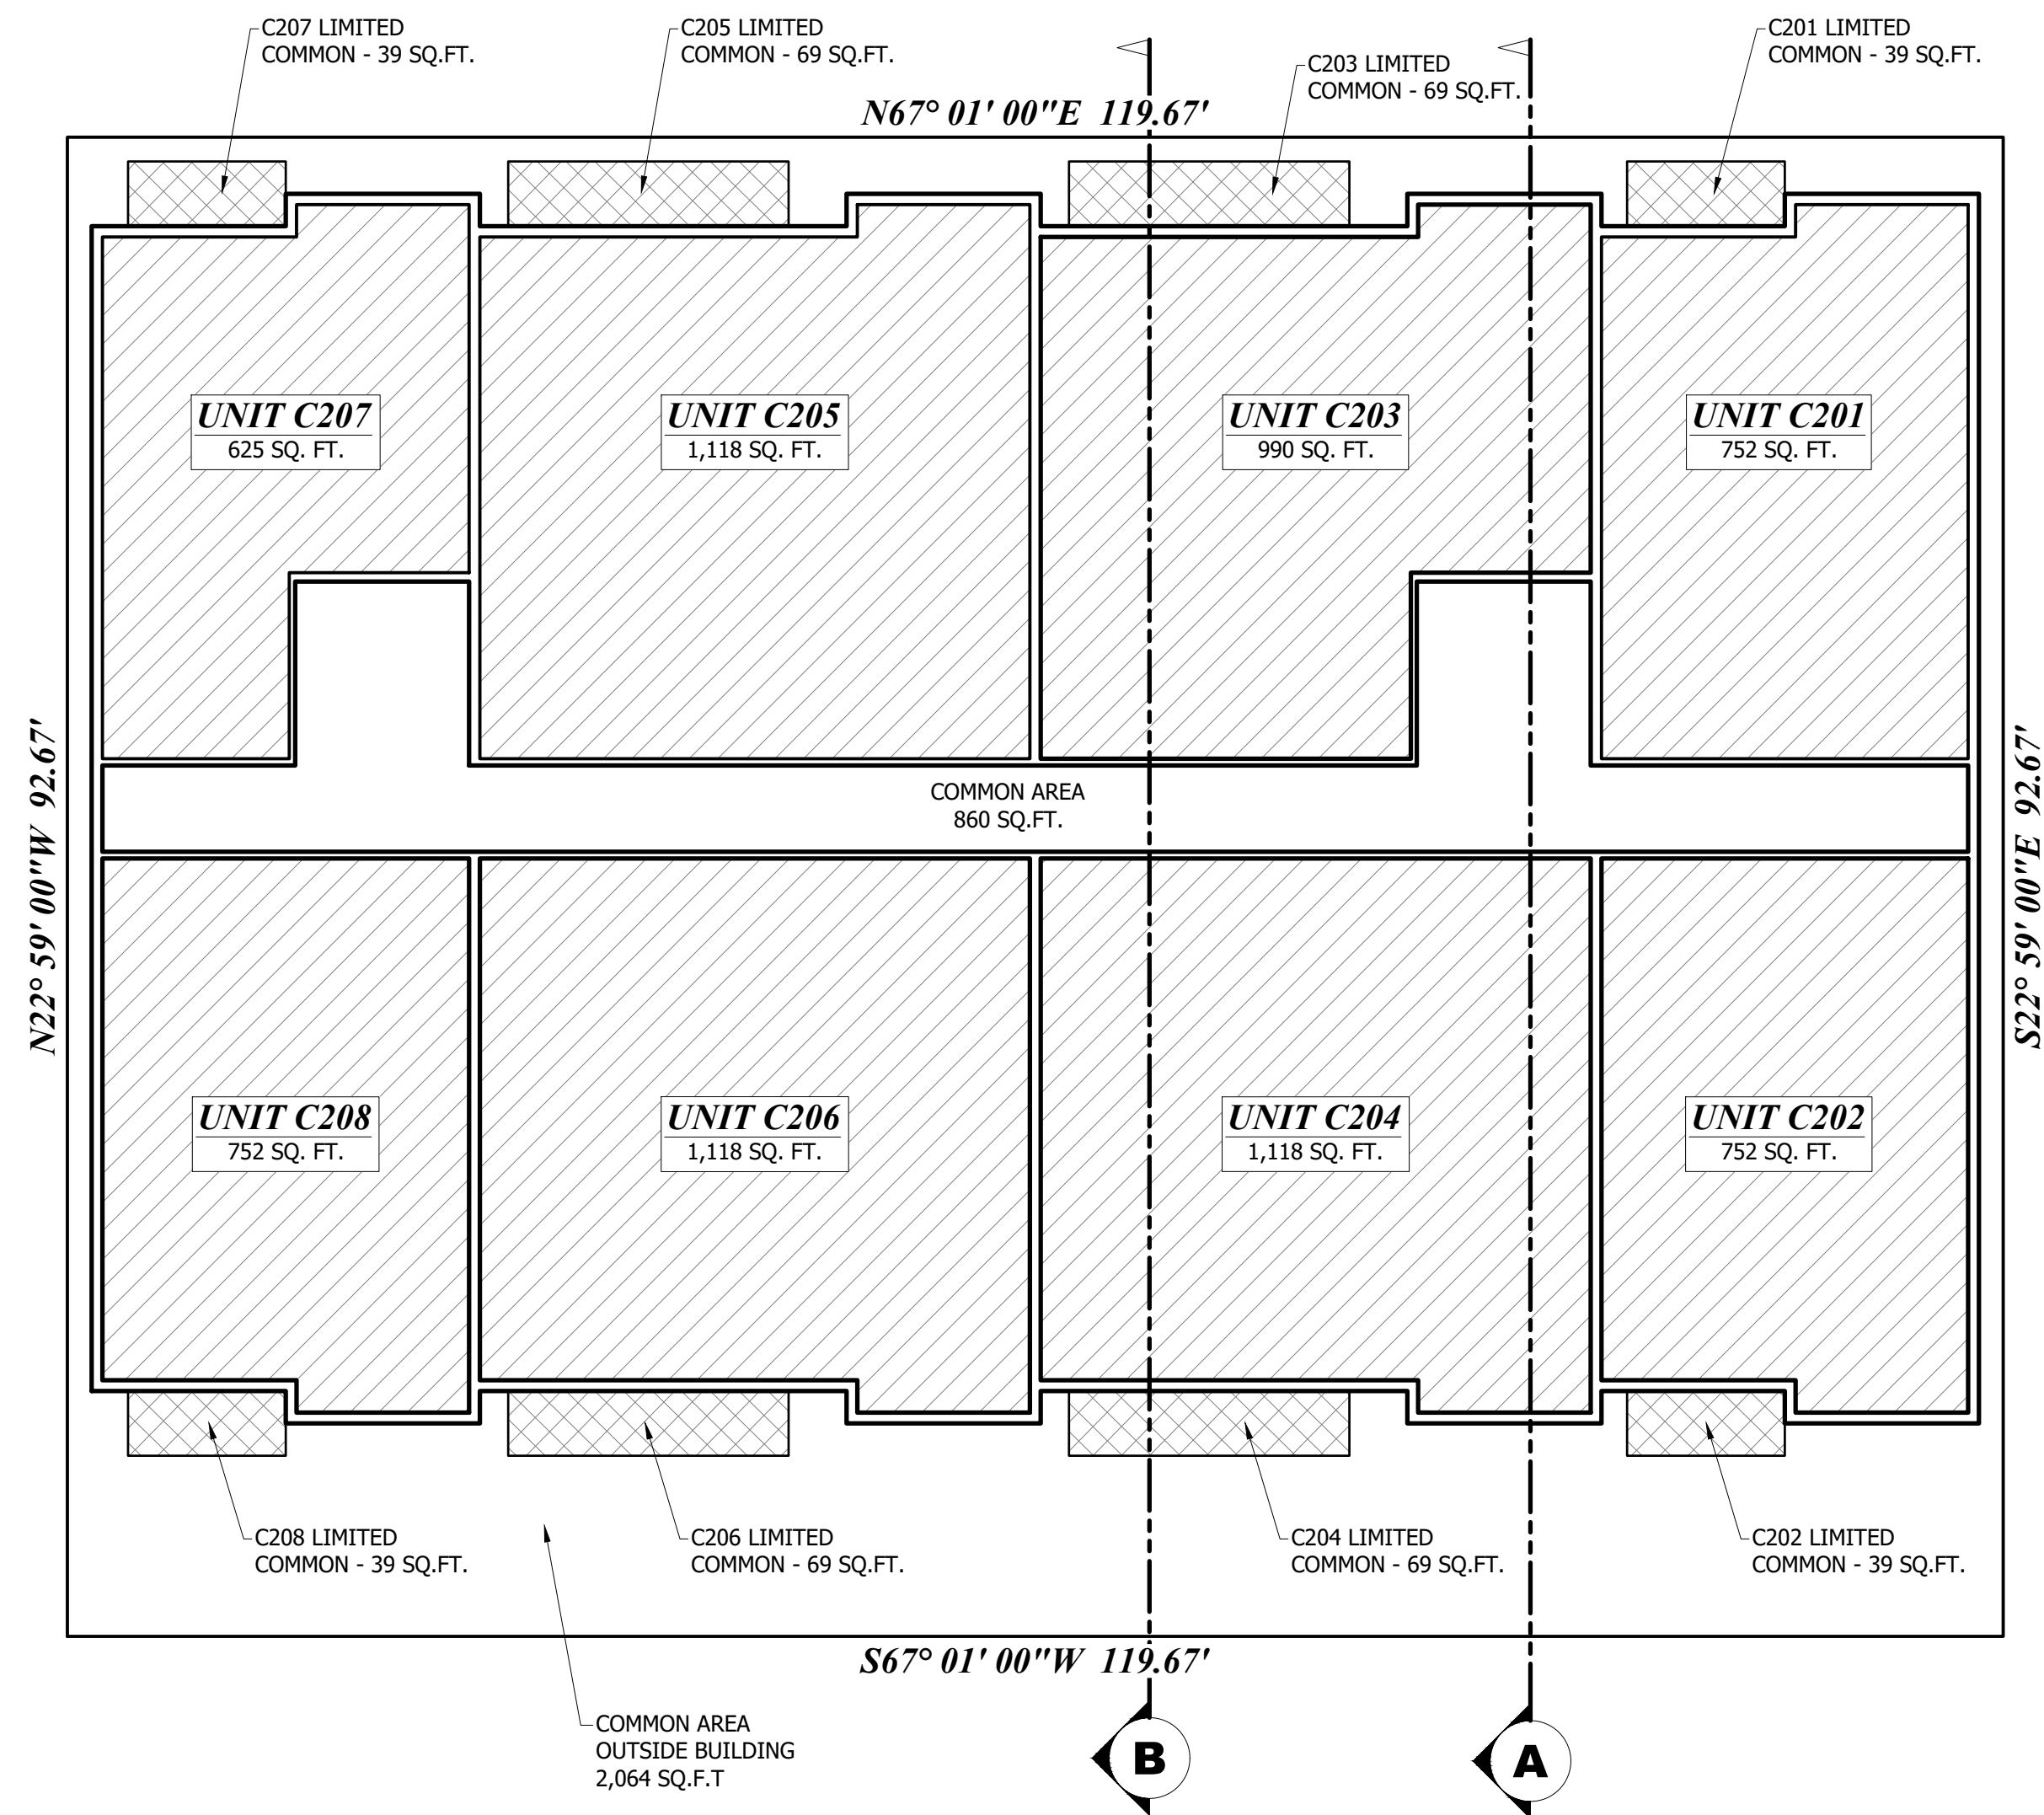 C207 LIMITED
COMMON - 39 SQ.FT.
C205 LIMITED
COMMON - 69 SQ.FT.
C203 LIMITED
COMMON - 69 SQ.FT.
C201 LIMITED
COMMON - 39 SQ.FT.
N67° 01' 00"E 119.67'
UNIT C207
625 SQ. FT.
UNIT C205
1,118 SQ. FT.
UNIT C203
990 SQ. FT.
UNIT C201
752 SQ. FT.
N22° 59' 00"W 92.67'
S22° 59' 00"E 92.67'
COMMON AREA
860 SQ.FT.
UNIT C208
752 SQ. FT.
UNIT C206
1,118 SQ. FT.
UNIT C204
1,118 SQ. FT.
UNIT C202
752 SQ. FT.
C208 LIMITED
COMMON - 39 SQ.FT.
C206 LIMITED
COMMON - 69 SQ.FT.
C204 LIMITED
COMMON - 69 SQ.FT.
C202 LIMITED
COMMON - 39 SQ.FT.
S67° 01' 00"W 119.67'
COMMON AREA
OUTSIDE BUILDING
2,064 SQ.F.T
B
A